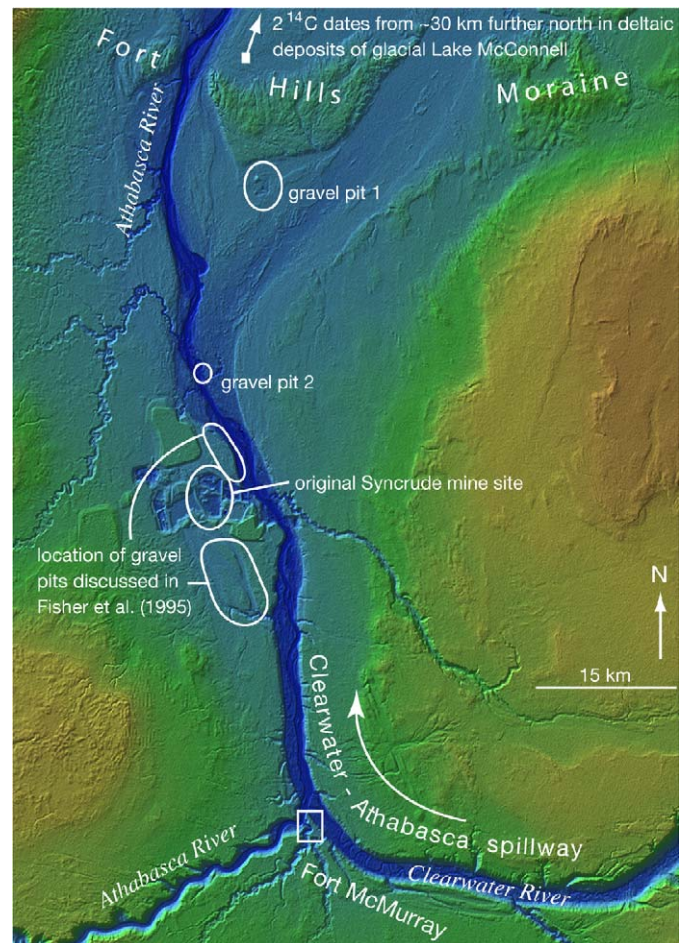 2 ¹⁴C dates from ~30 km further north in deltaic
deposits of glacial Lake McConnell
Fort
Hills
Moraine
Athabasca River
gravel pit 1
gravel pit 2
original Syncrude mine site
location of gravel
pits discussed in
Fisher et al. (1995)
N
15 km
Clearwater - Athabasca spillway
Athabasca River
Fort McMurray
Clearwater River